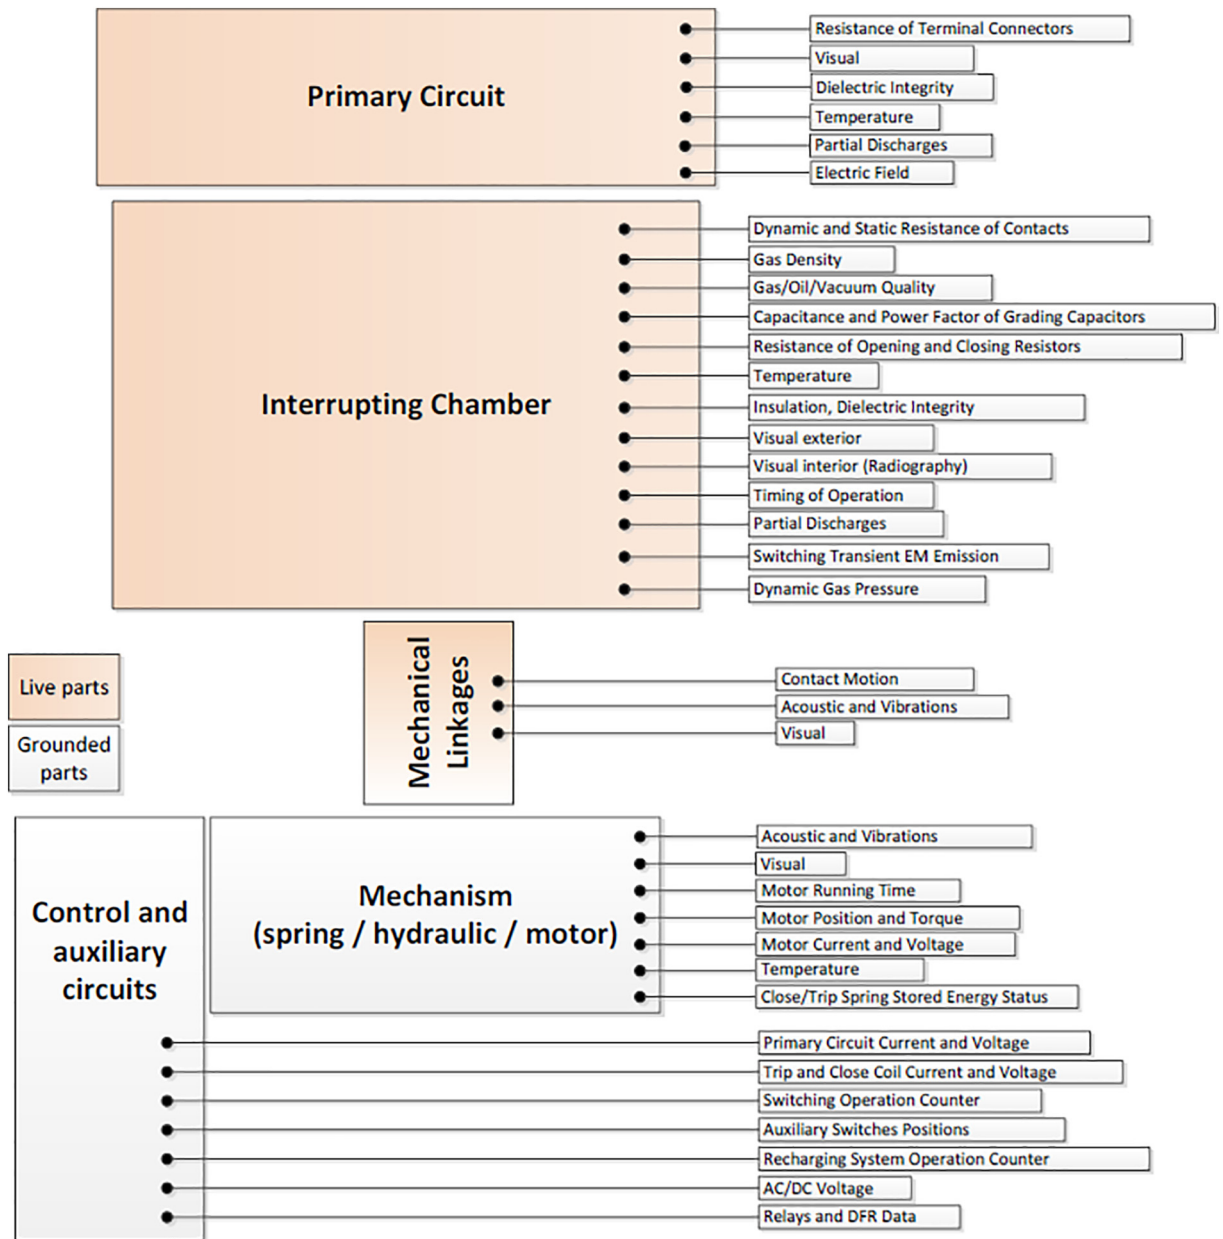 Primary Circuit
Resistance of Terminal Connectors
Visual
Dielectric Integrity
Temperature
Partial Discharges
Electric Field
Interrupting Chamber
Dynamic and Static Resistance of Contacts
Gas Density
Gas/Oil/Vacuum Quality
Capacitance and Power Factor of Grading Capacitors
Resistance of Opening and Closing Resistors
Temperature
Insulation, Dielectric Integrity
Visual exterior
Visual interior (Radiography)
Timing of Operation
Partial Discharges
Switching Transient EM Emission
Dynamic Gas Pressure
Mechanical
Linkages
Contact Motion
Acoustic and Vibrations
Visual
Live parts
Grounded
parts
Mechanism
(spring / hydraulic / motor)
Acoustic and Vibrations
Visual
Motor Running Time
Motor Position and Torque
Motor Current and Voltage
Temperature
Close/Trip Spring Stored Energy Status
Control and
auxiliary
circuits
Primary Circuit Current and Voltage
Trip and Close Coil Current and Voltage
Switching Operation Counter
Auxiliary Switches Positions
Recharging System Operation Counter
AC/DC Voltage
Relays and DFR Data